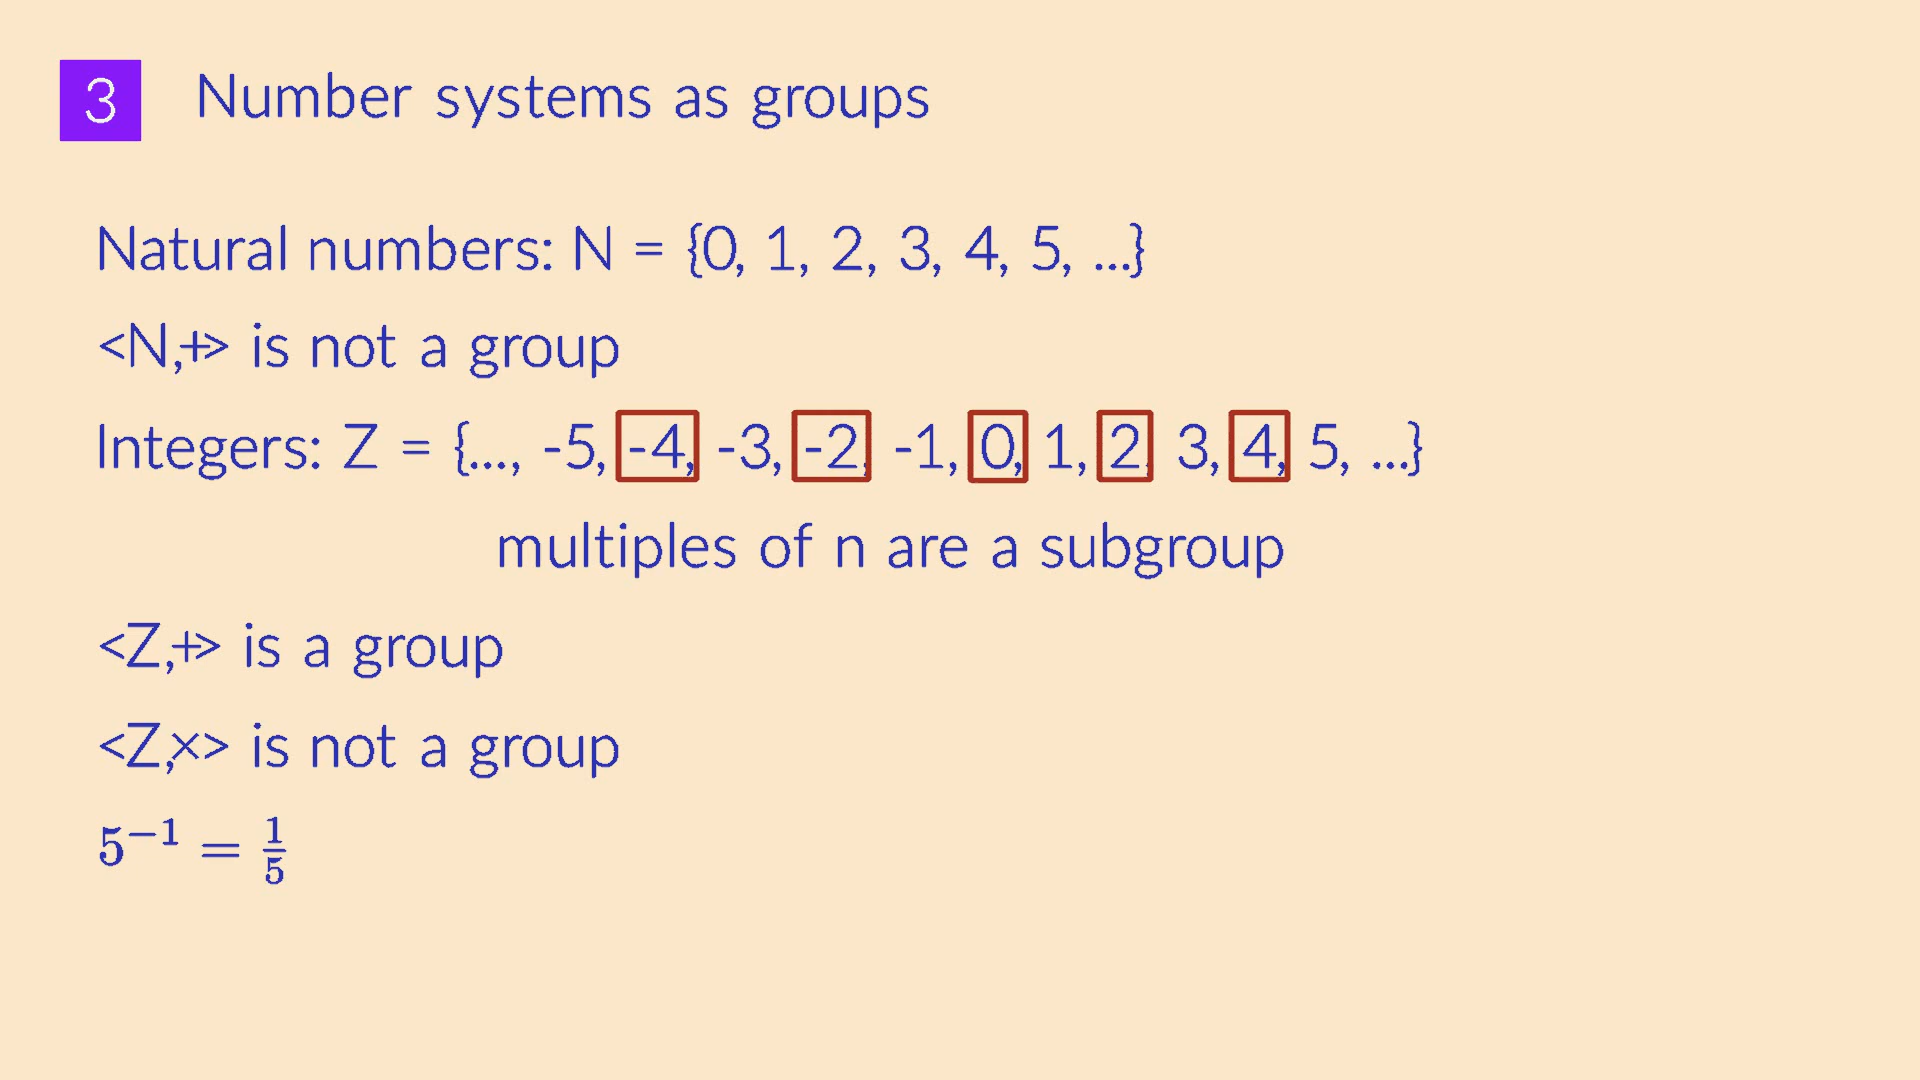 3 Number systems as groups
Natural numbers: N = {0, 1, 2, 3, 4, 5, ...}
<N,+> is not a group
Integers: Z = {..., -5, -4, -3, -2, -1, 0, 1, 2, 3, 4, 5, ...}
multiples of n are a subgroup
<Z,+> is a group
<Z,×> is not a group
5⁻¹ = 1/5